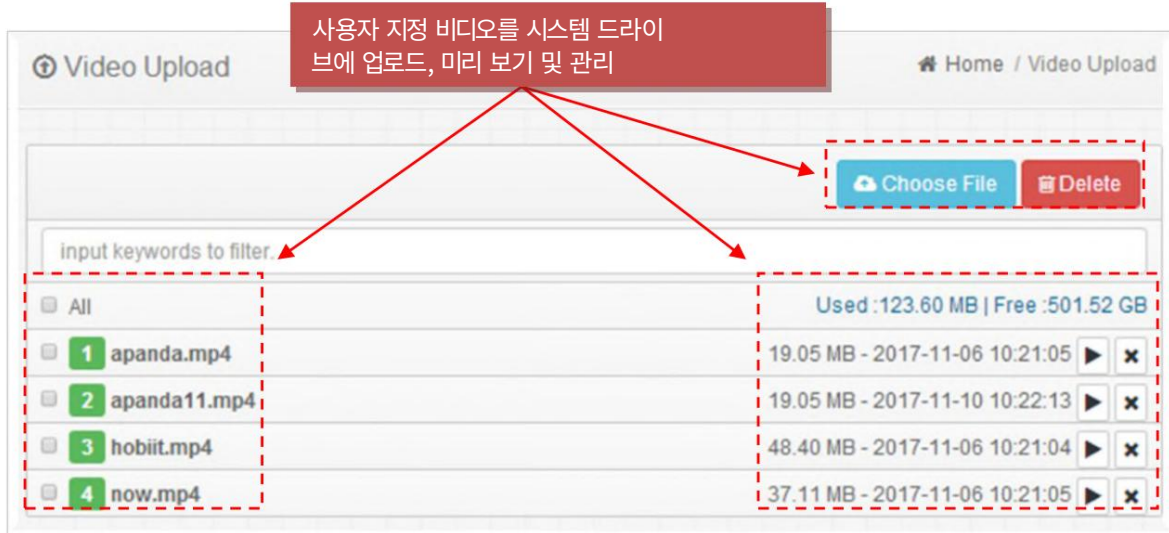 사용자 지정 비디오를 시스템 드라이
브에 업로드, 미리 보기 및 관리
Video Upload
Home / Video Upload
Choose File
Delete
input keywords to filter.
All
Used :123.60 MB | Free :501.52 GB
1 apanda.mp4 19.05 MB - 2017-11-06 10:21:05
2 apanda11.mp4 19.05 MB - 2017-11-10 10:22:13
3 hobiit.mp4 48.40 MB - 2017-11-06 10:21:04
4 now.mp4 37.11 MB - 2017-11-06 10:21:05